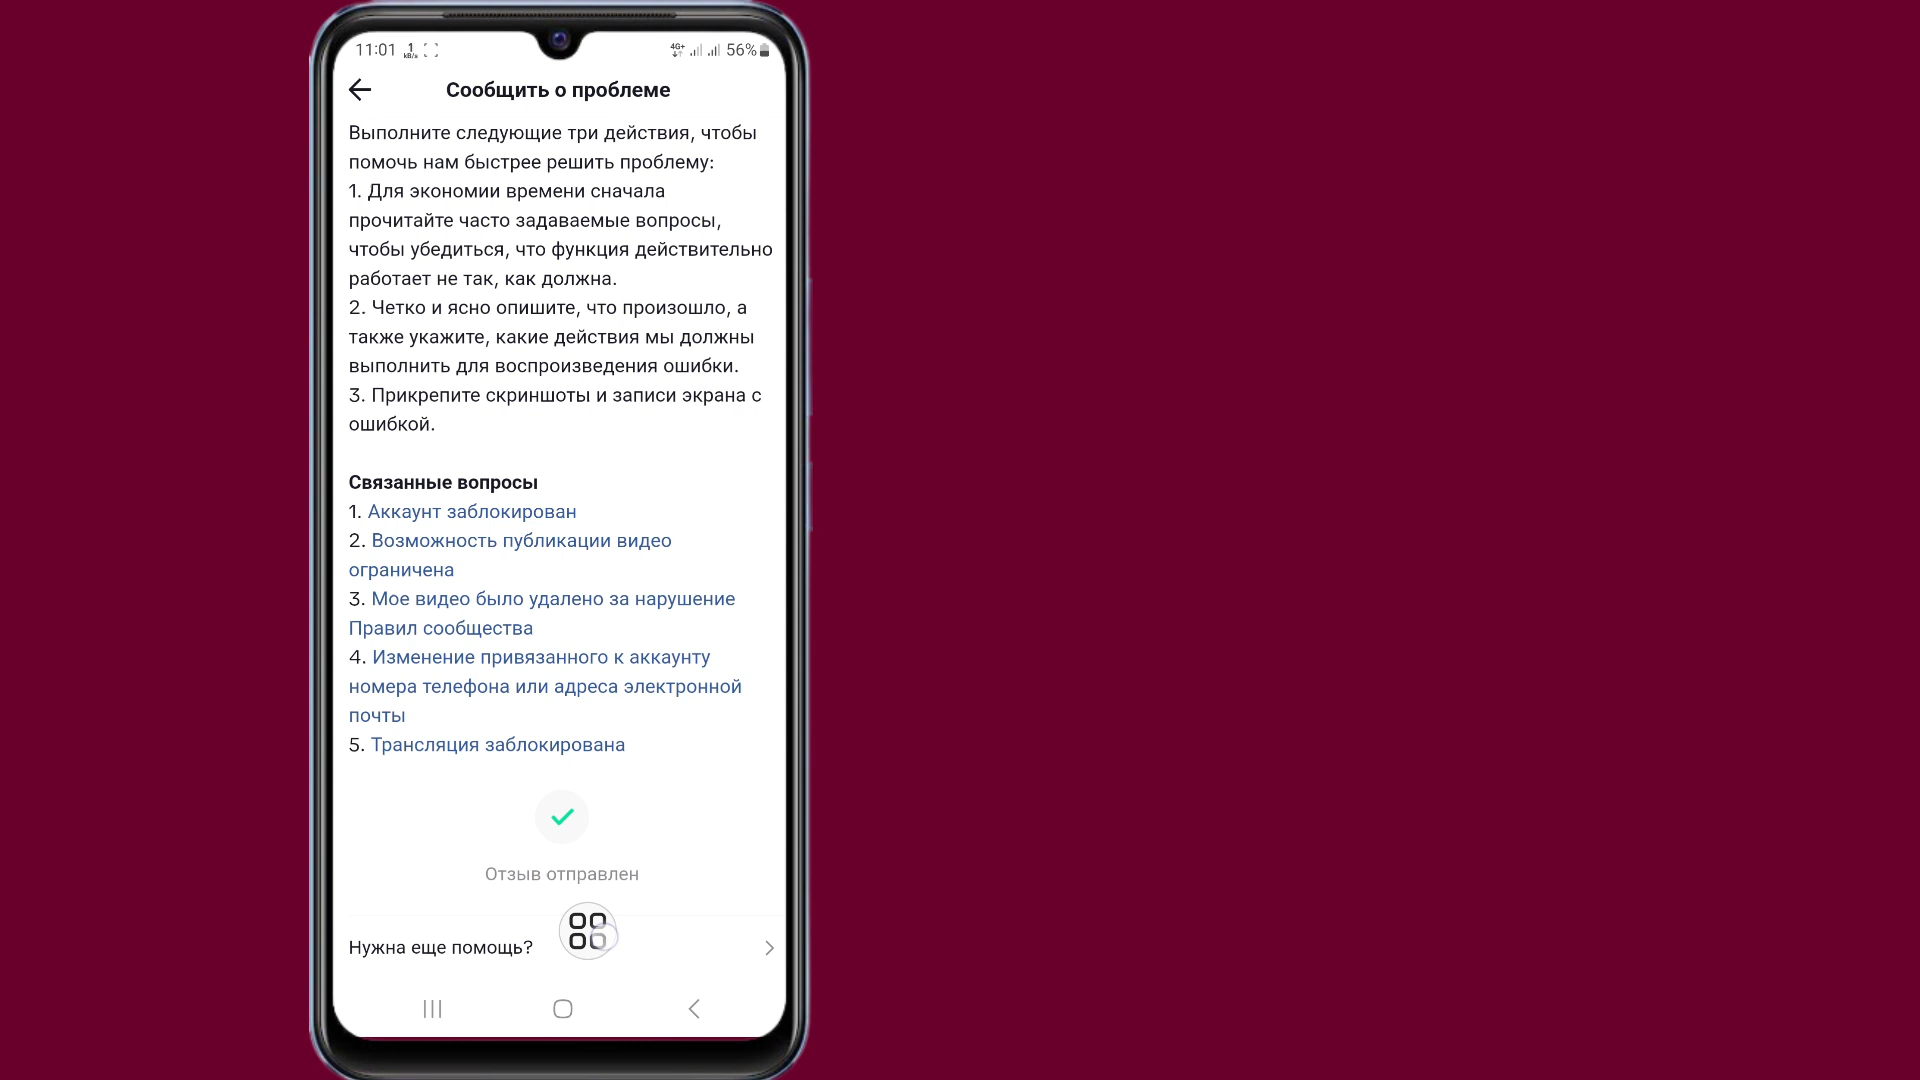 11:01 1 kB/s 4G+ 56%
Сообщить о проблеме
Выполните следующие три действия, чтобы
помочь нам быстрее решить проблему:
1. Для экономии времени сначала
прочитайте часто задаваемые вопросы,
чтобы убедиться, что функция действительно
работает не так, как должна.
2. Четко и ясно опишите, что произошло, а
также укажите, какие действия мы должны
выполнить для воспроизведения ошибки.
3. Прикрепите скриншоты и записи экрана с
ошибкой.
Связанные вопросы
1. Аккаунт заблокирован
2. Возможность публикации видео
ограничена
3. Мое видео было удалено за нарушение
Правил сообщества
4. Изменение привязанного к аккаунту
номера телефона или адреса электронной
почты
5. Трансляция заблокирована
Отзыв отправлен
Нужна еще помощь?